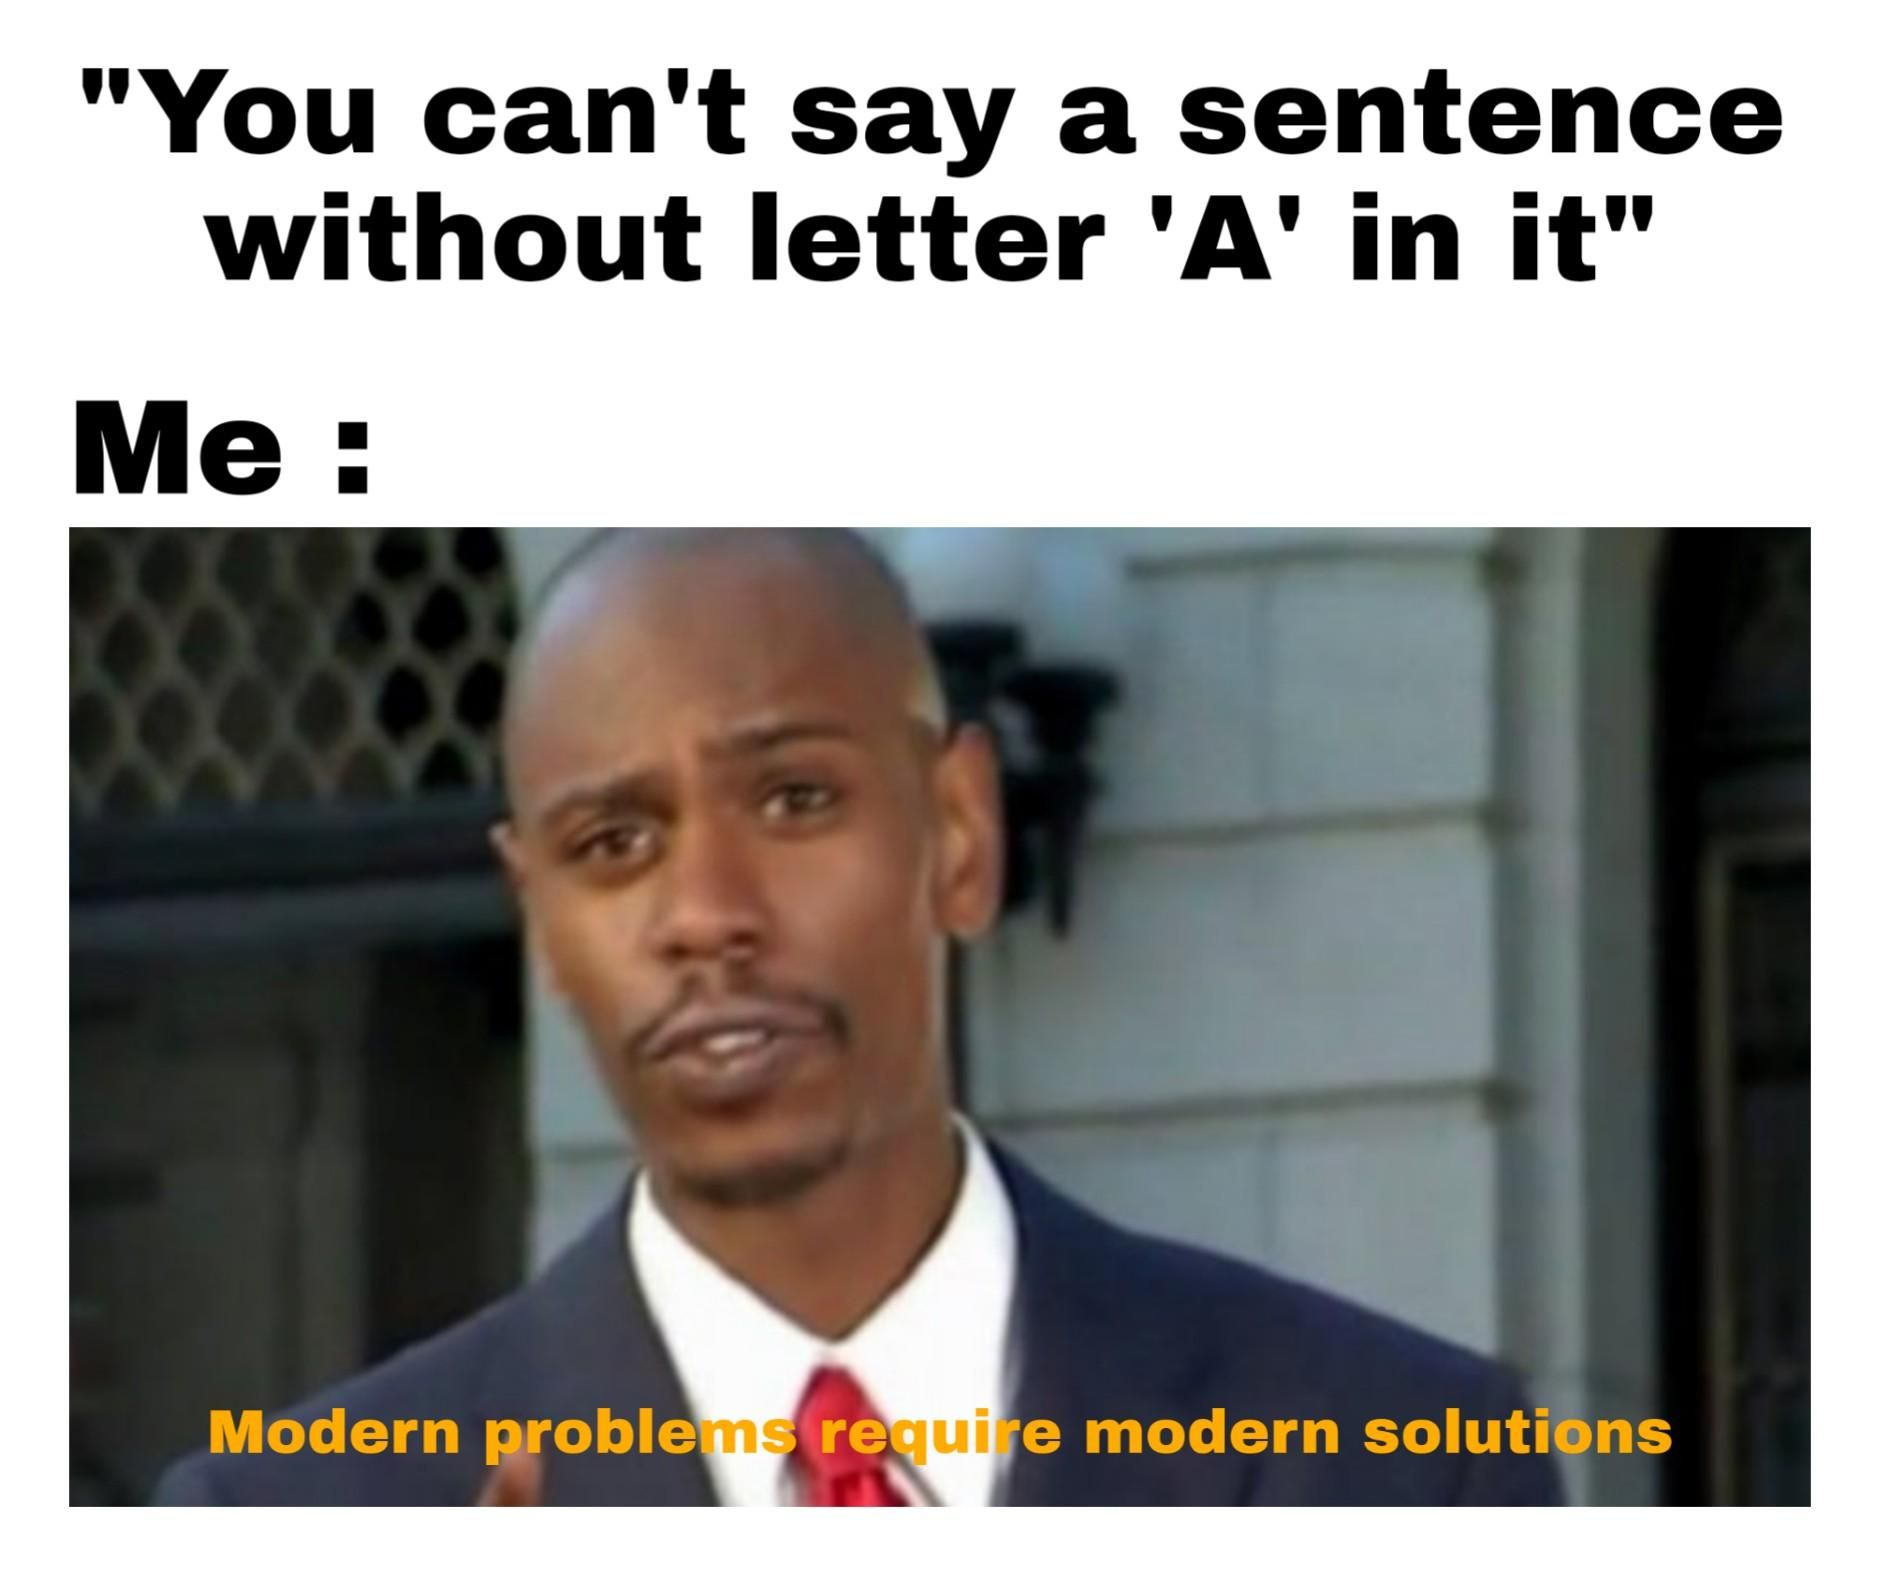 "You can't say a sentence
without letter 'A' in it"
Me :
Modern problems require modern solutions